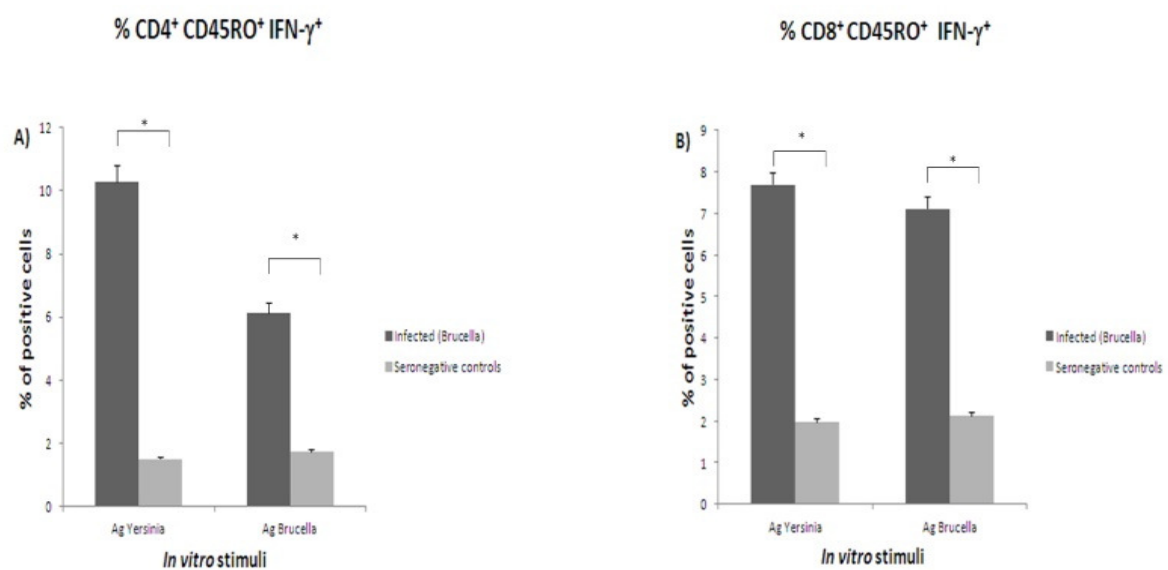 % CD4⁺ CD45RO⁺ IFN-γ⁺
A)
12
10
8
6
4
2
0
% of positive cells
*
*
Ag Yersinia
Ag Brucella
In vitro stimuli
Infected (Brucella)
Seronegative controls
% CD8⁺ CD45RO⁺ IFN-γ⁺
B)
9
8
7
6
5
4
3
2
1
0
% of positive cells
*
*
Ag Yersinia
Ag Brucella
In vitro stimuli
Infected (Brucella)
Seronegative controls